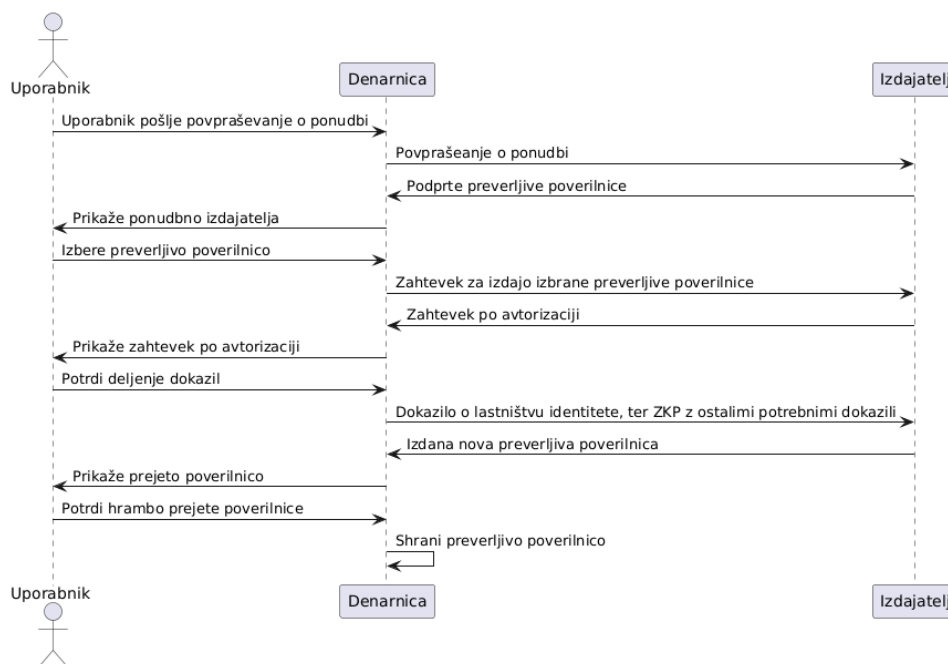 Uporabnik
Denarnica
Izdajatelj
Uporabnik pošlje povpraševanje o ponudbi
Povprašeanje o ponudbi
Podprte preverljive poverilnice
Prikaže ponudbno izdajatelja
Izbere preverljivo poverilnico
Zahtevek za izdajo izbrane preverljive poverilnice
Zahtevek po avtorizaciji
Prikaže zahtevek po avtorizaciji
Potrdi deljenje dokazil
Dokazilo o lastništvu identitete, ter ZKP z ostalimi potrebnimi dokazili
Izdana nova preverljiva poverilnica
Prikaže prejeto poverilnico
Potrdi hrambo prejete poverilnice
Shrani preverljivo poverilnico
Uporabnik
Denarnica
Izdajatelj